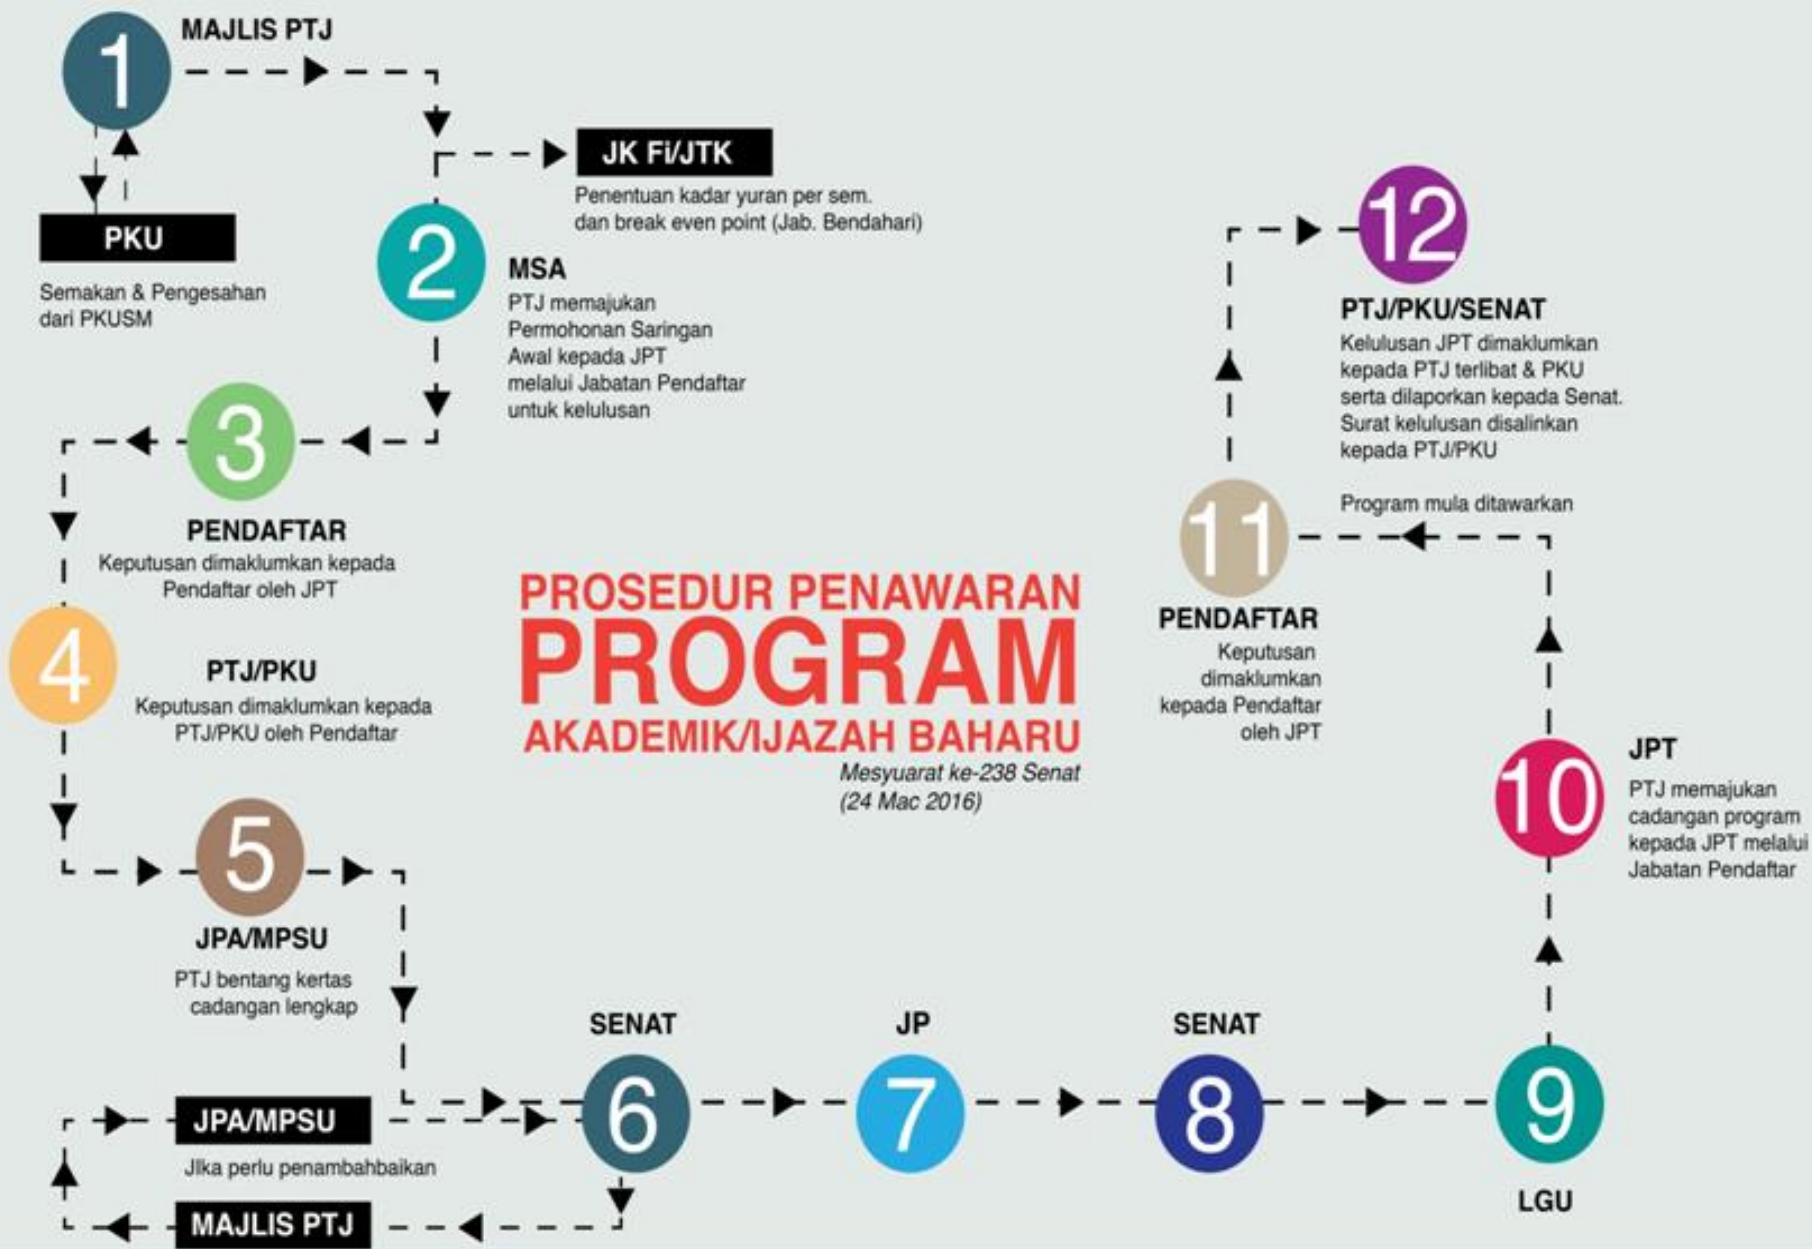 1
MAJLIS PTJ
PKU
Semakan & Pengesahan
dari PKUSM
JK Fi/JTK
Penentuan kadar yuran per sem.
dan break even point (Jab. Bendahari)
2
MSA
PTJ memajukan
Permohonan Saringan
Awal kepada JPT
melalui Jabatan Pendaftar
untuk kelulusan
3
PENDAFTAR
Keputusan dimaklumkan kepada
Pendaftar oleh JPT
4
PTJ/PKU
Keputusan dimaklumkan kepada
PTJ/PKU oleh Pendaftar
5
JPA/MPSU
PTJ bentang kertas
cadangan lengkap
PROSEDUR PENAWARAN
PROGRAM
AKADEMIK/IJAZAH BAHARU
Mesyuarat ke-238 Senat
(24 Mac 2016)
JPA/MPSU
JIka perlu penambahbaikan
MAJLIS PTJ
SENAT
6
JP
7
SENAT
8
9
LGU
10
JPT
PTJ memajukan
cadangan program
kepada JPT melalui
Jabatan Pendaftar
11
PENDAFTAR
Keputusan
dimaklumkan
kepada Pendaftar
oleh JPT
12
PTJ/PKU/SENAT
Kelulusan JPT dimaklumkan
kepada PTJ terlibat & PKU
serta dilaporkan kepada Senat.
Surat kelulusan disalinkan
kepada PTJ/PKU
Program mula ditawarkan